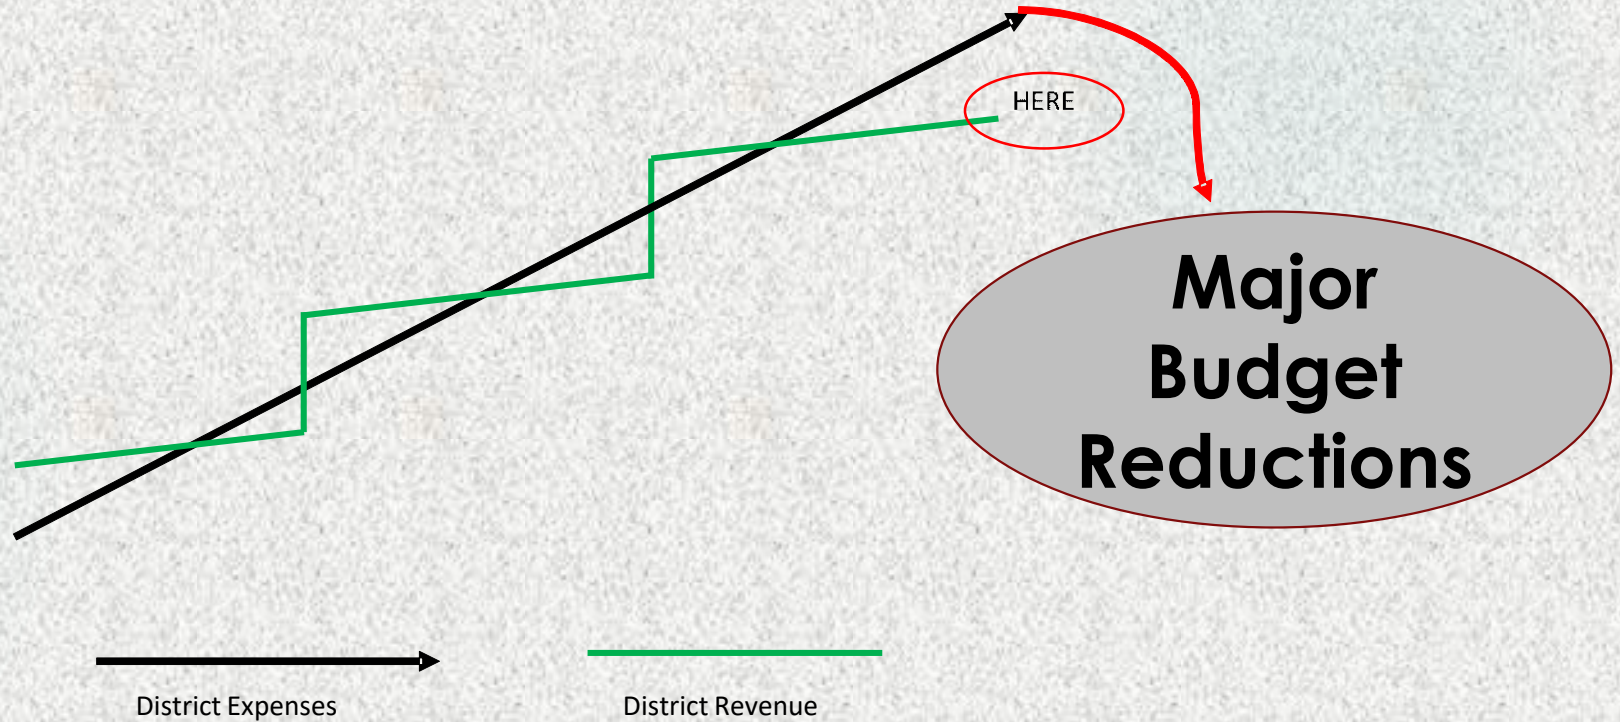 HERE
Major
Budget
Reductions
District Expenses
District Revenue